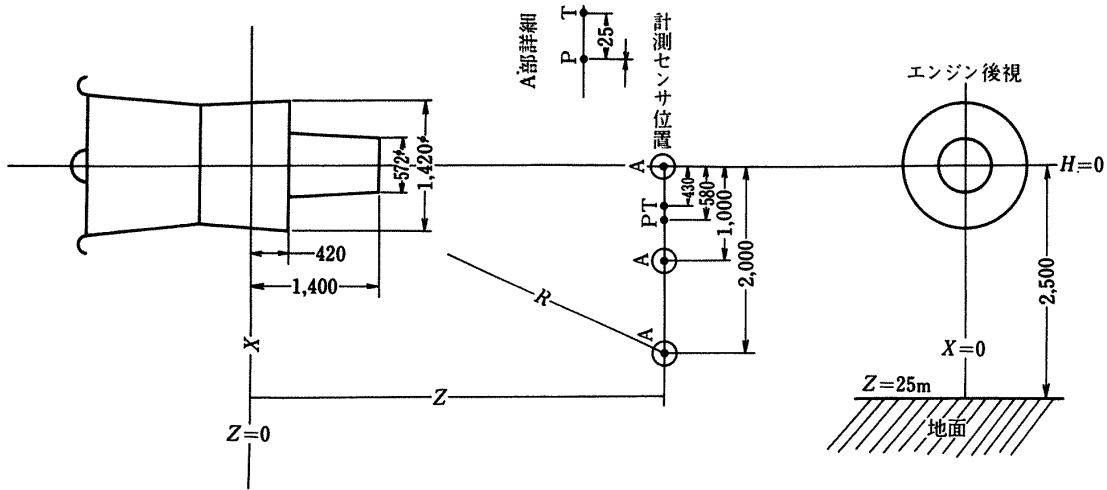 A部詳細
P T
25
計測センサ位置
エンジン後視
572φ
1,420φ
420
1,400
X
Z=0
Z
R
A
A
A
PT
430
580
1,000
2,000
H=0
2,500
X=0
Z=25m
地面